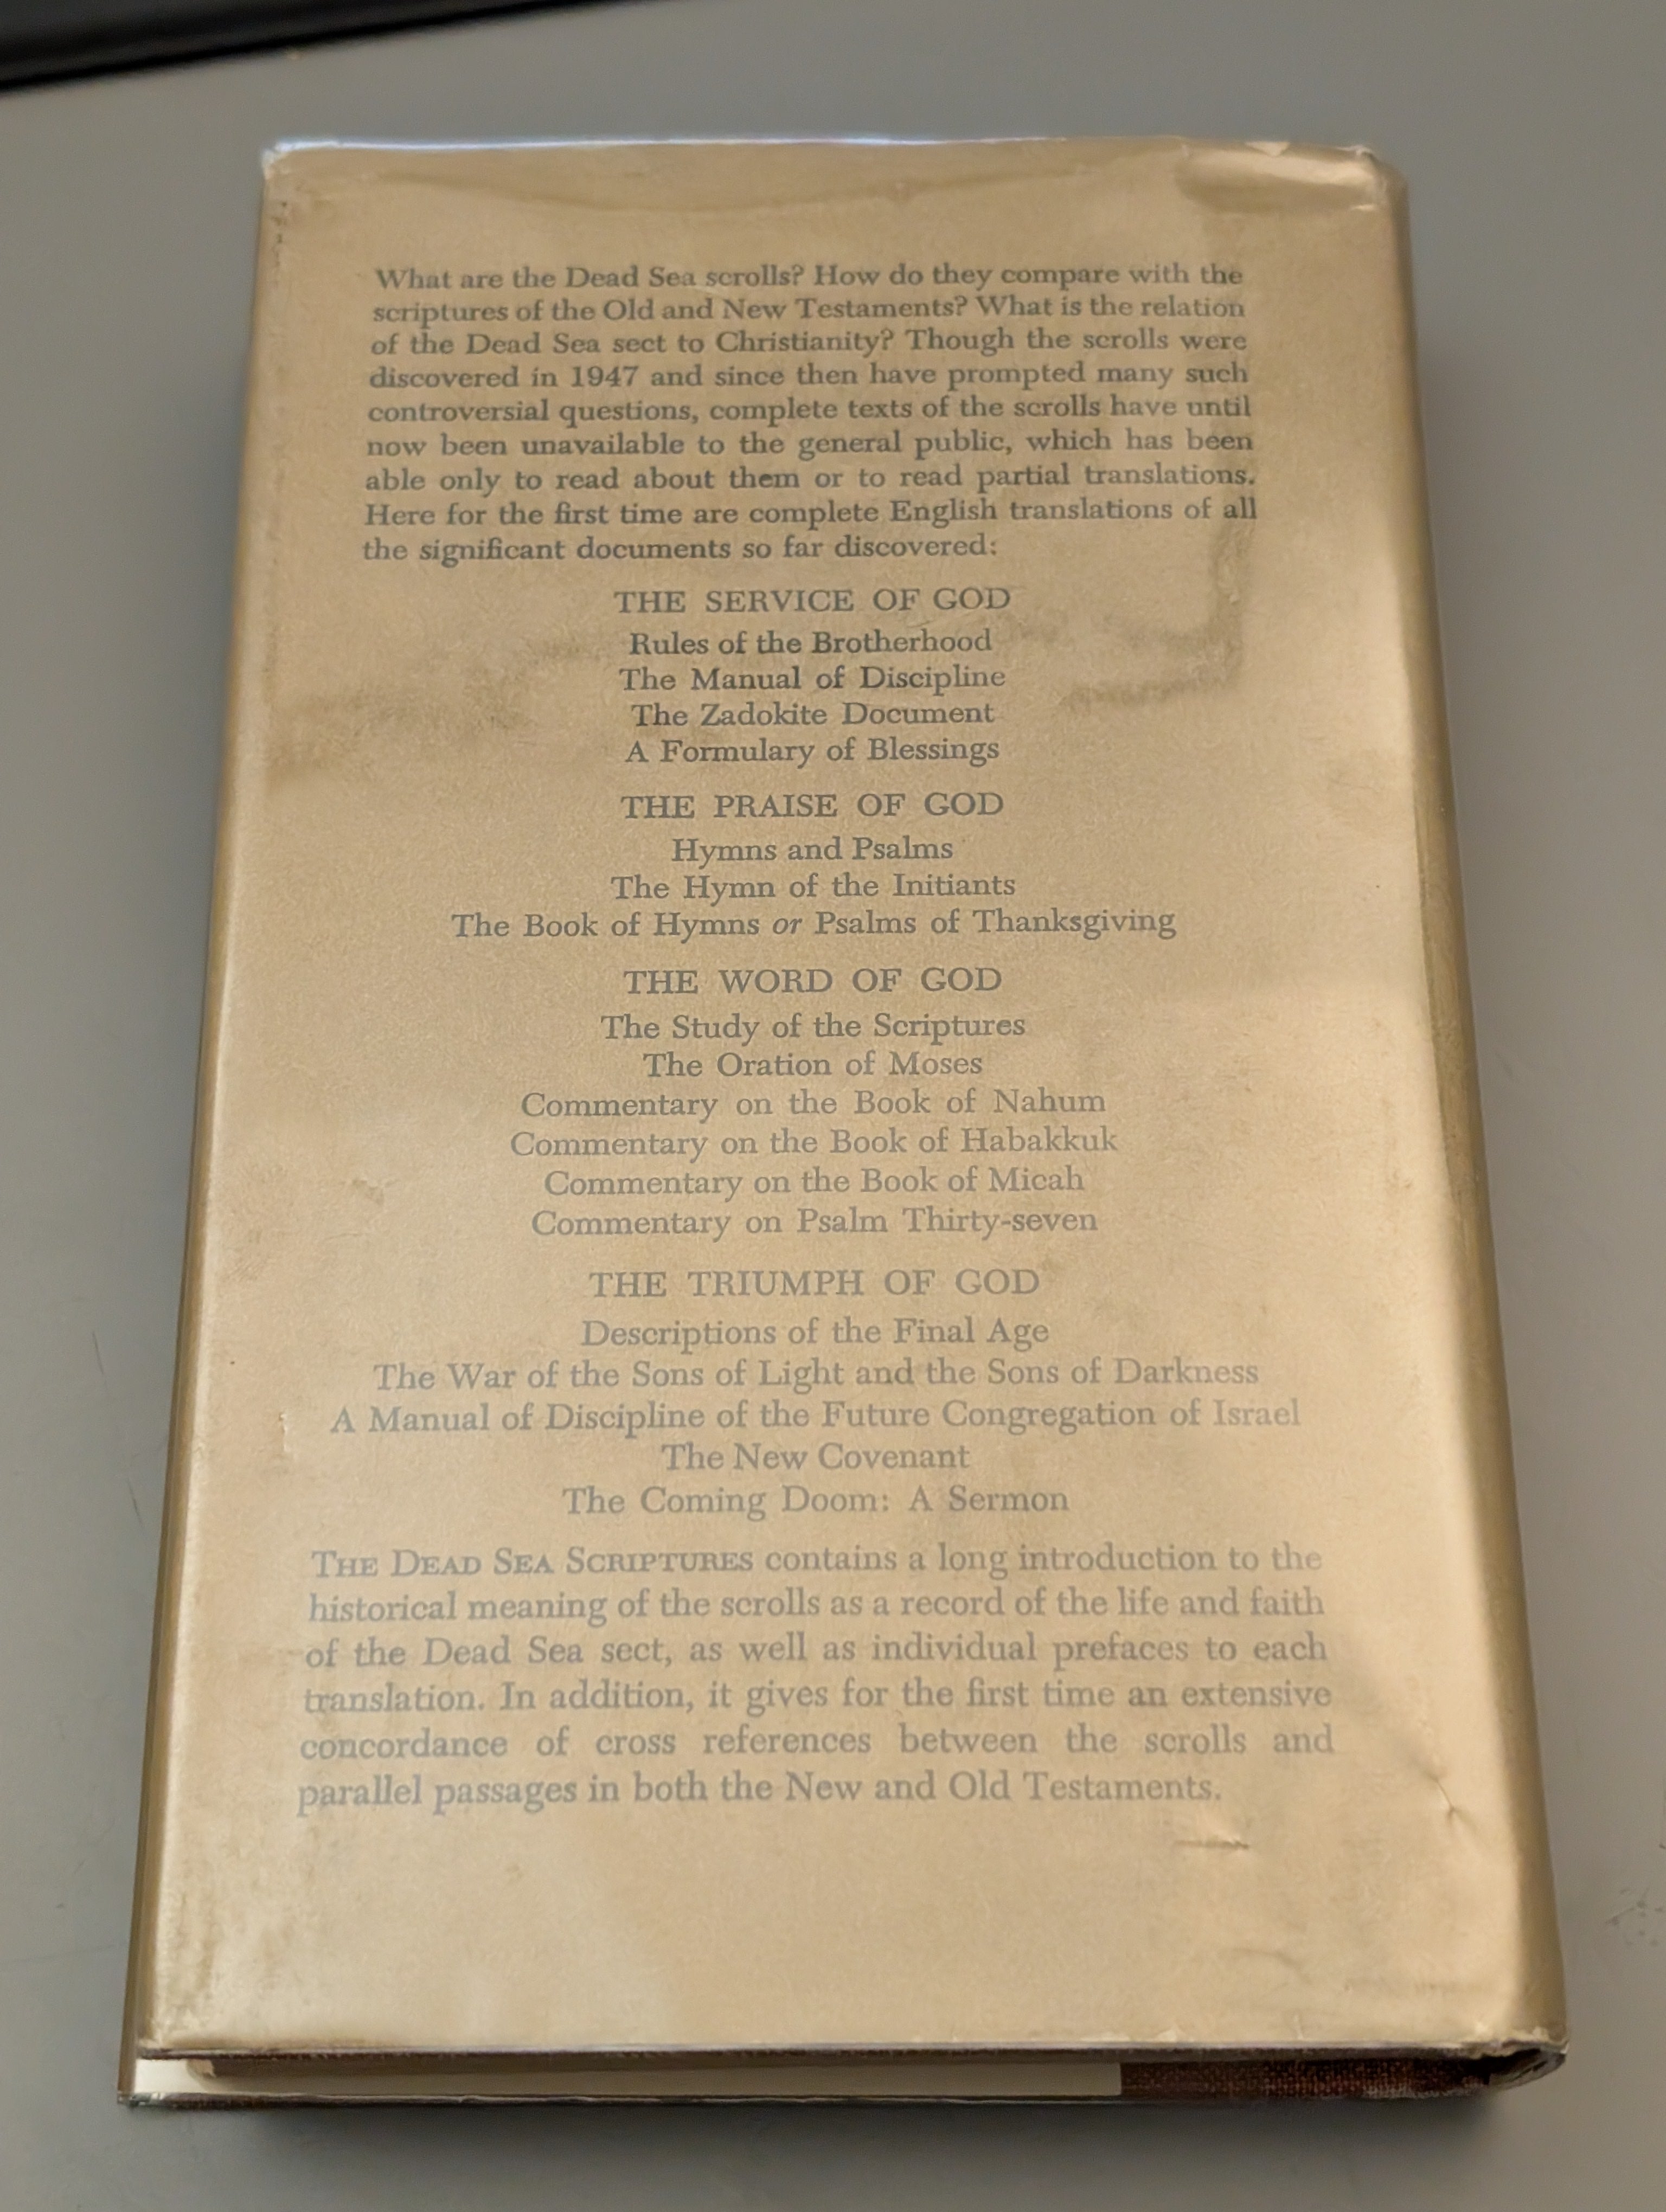 What are the Dead Sea scrolls? How do they compare with the
scriptures of the Old and New Testaments? What is the relation
of the Dead Sea sect to Christianity? Though the scrolls were
discovered in 1947 and since then have prompted many such
controversial questions, complete texts of the scrolls have until
now been unavailable to the general public, which has been
able only to read about them or to read partial translations.
Here for the first time are complete English translations of all
the significant documents so far discovered:
THE SERVICE OF GOD
Rules of the Brotherhood
The Manual of Discipline
The Zadokite Document
A Formulary of Blessings
THE PRAISE OF GOD
Hymns and Psalms
The Hymn of the Initiants
The Book of Hymns or Psalms of Thanksgiving
THE WORD OF GOD
The Study of the Scriptures
The Oration of Moses
Commentary on the Book of Nahum
Commentary on the Book of Habakkuk
Commentary on the Book of Micah
Commentary on Psalm Thirty-seven
THE TRIUMPH OF GOD
Descriptions of the Final Age
The War of the Sons of Light and the Sons of Darkness
A Manual of Discipline of the Future Congregation of Israel
The New Covenant
The Coming Doom: A Sermon
THE DEAD SEA SCRIPTURES contains a long introduction to the
historical meaning of the scrolls as a record of the life and faith
of the Dead Sea sect, as well as individual prefaces to each
translation. In addition, it gives for the first time an extensive
concordance of cross references between the scrolls and
parallel passages in both the New and Old Testaments.